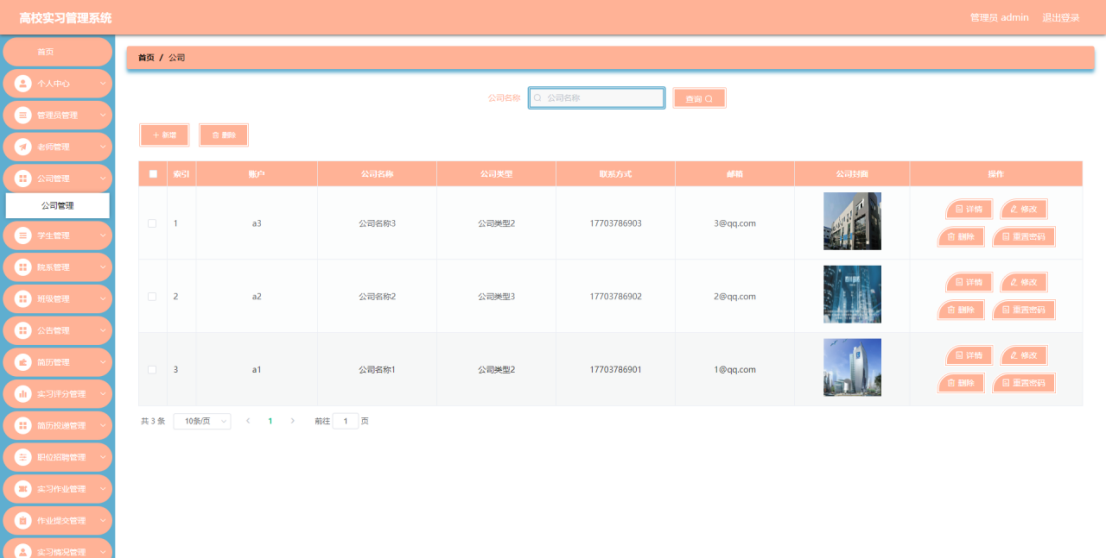 高校实习管理系统
管理员 admin 退出登录
首页
个人中心
管理员管理
老师管理
公司管理
公司管理
学生管理
院系管理
班级管理
公告管理
简历管理
实习评分管理
简历投递管理
职位招聘管理
实习作业管理
作业提交管理
实习情况管理
首页 / 公司
公司名称 公司名称 查询
+ 新增 删除
索引 账户 公司名称 公司类型 联系方式 邮箱 公司封面 操作
1 a3 公司名称3 公司类型2 17703786903 3@qq.com 详情 修改
删除 重置密码
2 a2 公司名称2 公司类型3 17703786902 2@qq.com 详情 修改
删除 重置密码
3 a1 公司名称1 公司类型2 17703786901 1@qq.com 详情 修改
删除 重置密码
共 3 条 10条/页 < 1 > 前往 1 页